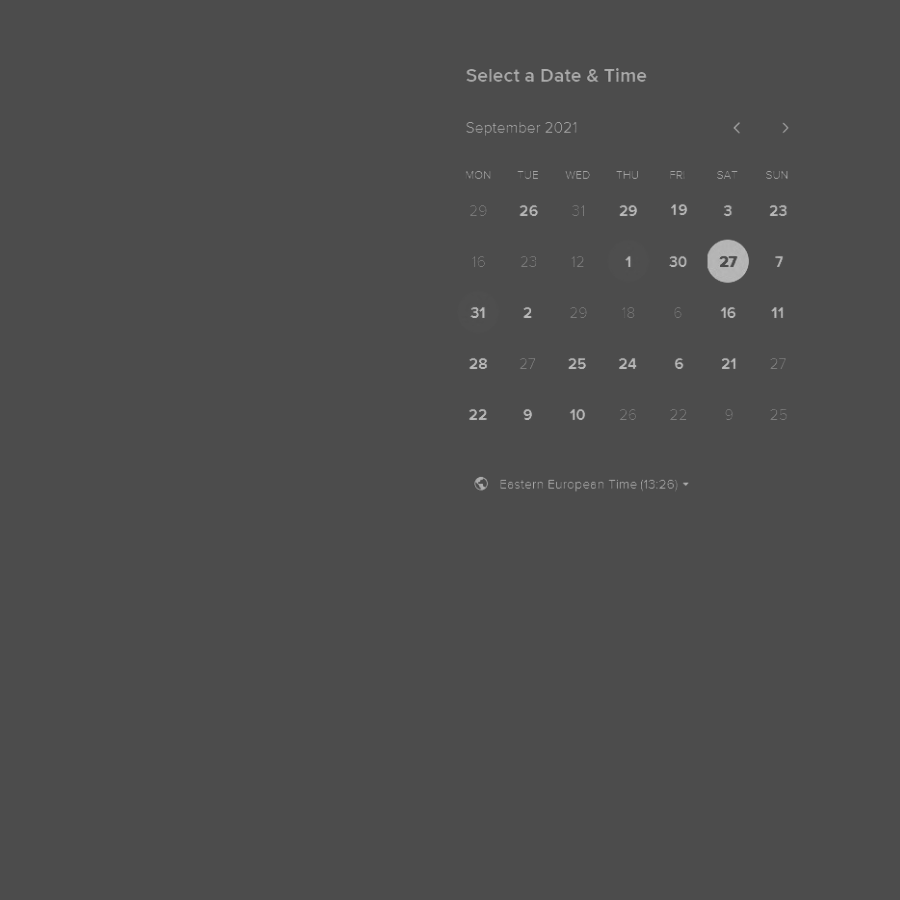 Select a Date & Time
September 2021
MON TUE WED THU FRI SAT SUN
29 26 31 29 19 3 23
16 23 12 1 30 27 7
31 2 29 18 6 16 11
28 27 25 24 6 21 27
22 9 10 26 22 9 25
Eastern European Time (13:26)